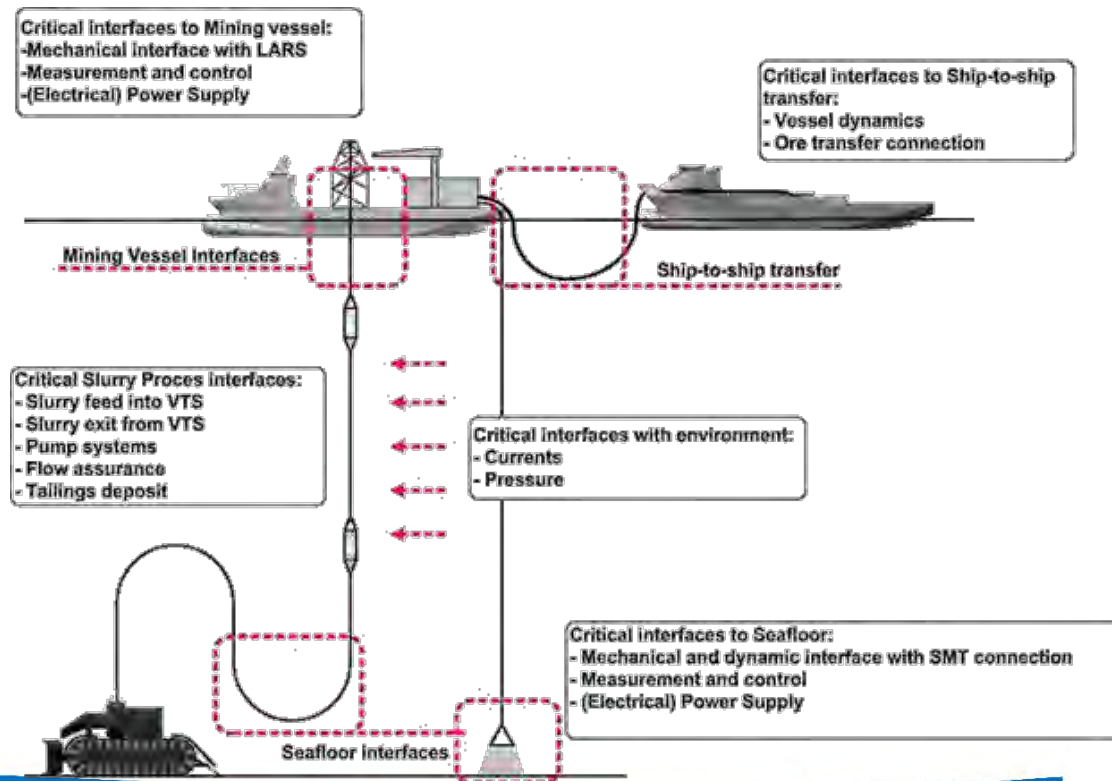 Critical interfaces to Mining vessel:
-Mechanical interface with LARS
-Measurement and control
-(Electrical) Power Supply
Critical interfaces to Ship-to-ship
transfer:
- Vessel dynamics
- Ore transfer connection
Mining Vessel Interfaces
Ship-to-ship transfer
Critical Slurry Proces interfaces:
- Slurry feed into VTS
- Slurry exit from VTS
- Pump systems
- Flow assurance
- Tailings deposit
Critical interfaces with environment:
- Currents
- Pressure
Critical interfaces to Seafloor:
- Mechanical and dynamic interface with SMT connection
- Measurement and control
- (Electrical) Power Supply
Seafloor interfaces